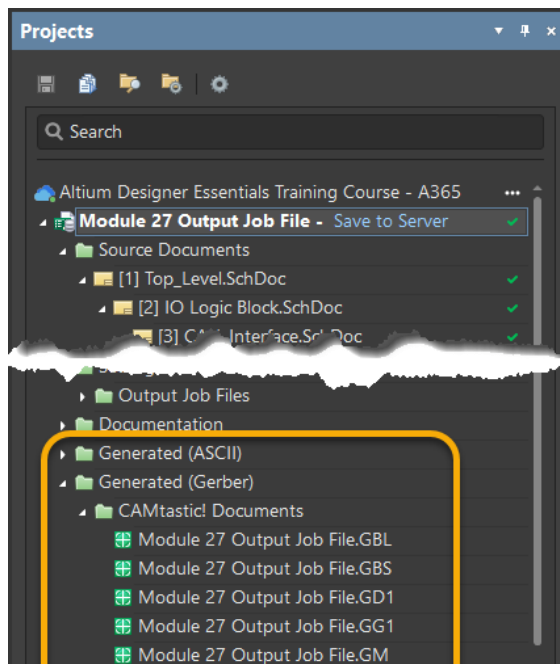 Projects
Search
Altium Designer Essentials Training Course - A365
Module 27 Output Job File - Save to Server
Source Documents
[1] Top_Level.SchDoc
[2] IO Logic Block.SchDoc
[3] Interface.SchDoc
Output Job Files
Documentation
Generated (ASCII)
Generated (Gerber)
CAMtastic! Documents
Module 27 Output Job File.GBL
Module 27 Output Job File.GBS
Module 27 Output Job File.GD1
Module 27 Output Job File.GG1
Module 27 Output Job File.GM